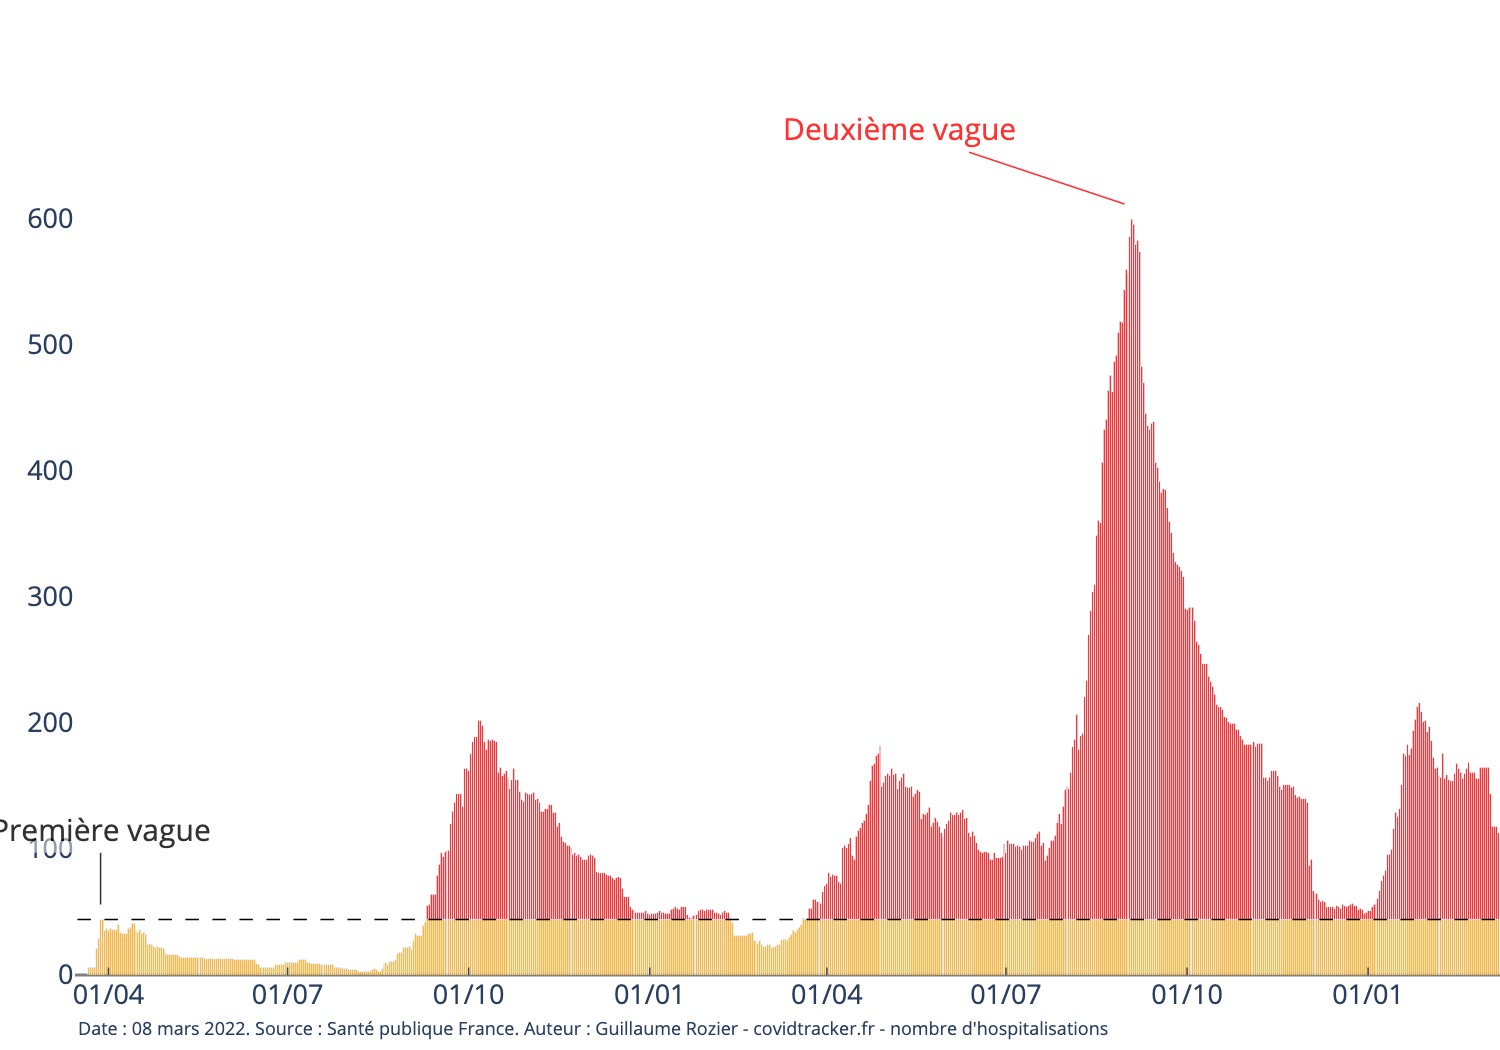 Deuxième vague
600
500
400
300
200
Première vague
100
0
01/04 01/07 01/10 01/01 01/04 01/07 01/10 01/01
Date : 08 mars 2022. Source : Santé publique France. Auteur : Guillaume Rozier - covidtracker.fr - nombre d'hospitalisations